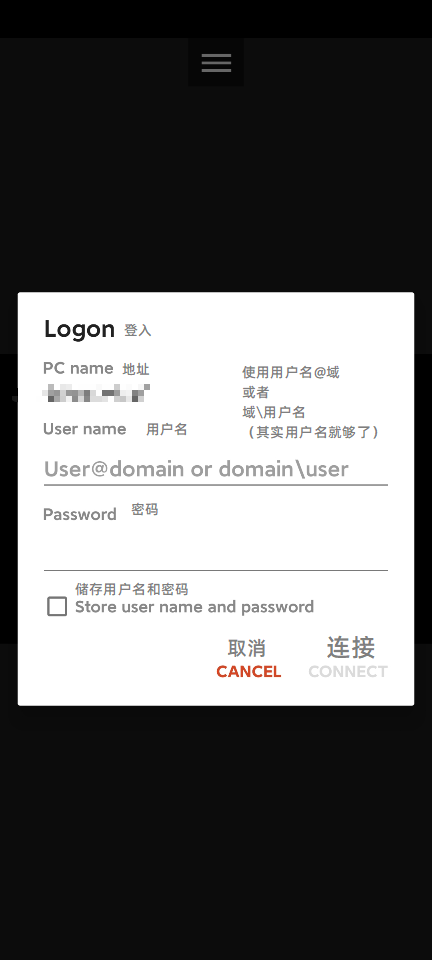 Logon 登入
PC name 地址
使用用户名@域
或者
域\用户名
（其实用户名就够了）
User name 用户名
User@domain or domain\user
Password 密码
储存用户名和密码
Store user name and password
取消 连接
CANCEL CONNECT